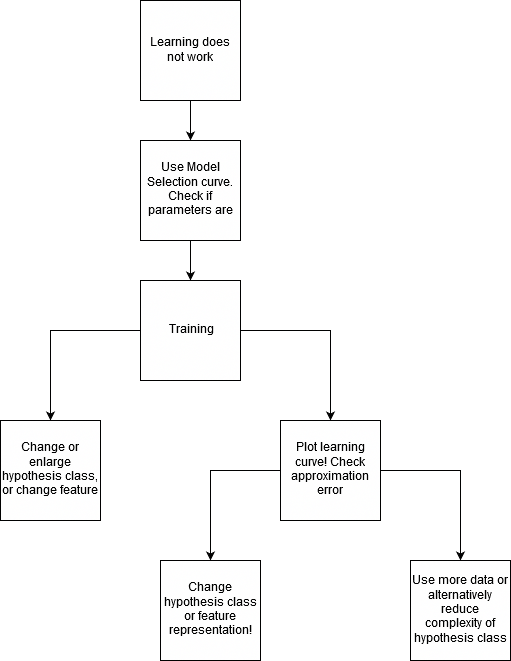 Learning does
not work
Use Model
Selection curve.
Check if
parameters are
Training
Change or
enlarge
hypothesis class,
or change feature
Plot learning
curve! Check
approximation
error
Change
hypothesis class
or feature
representation!
Use more data or
alternatively
reduce
complexity of
hypothesis class